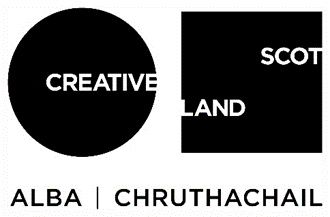 CREATIVE
SCOT
LAND
ALBA | CHRUTHACHAIL